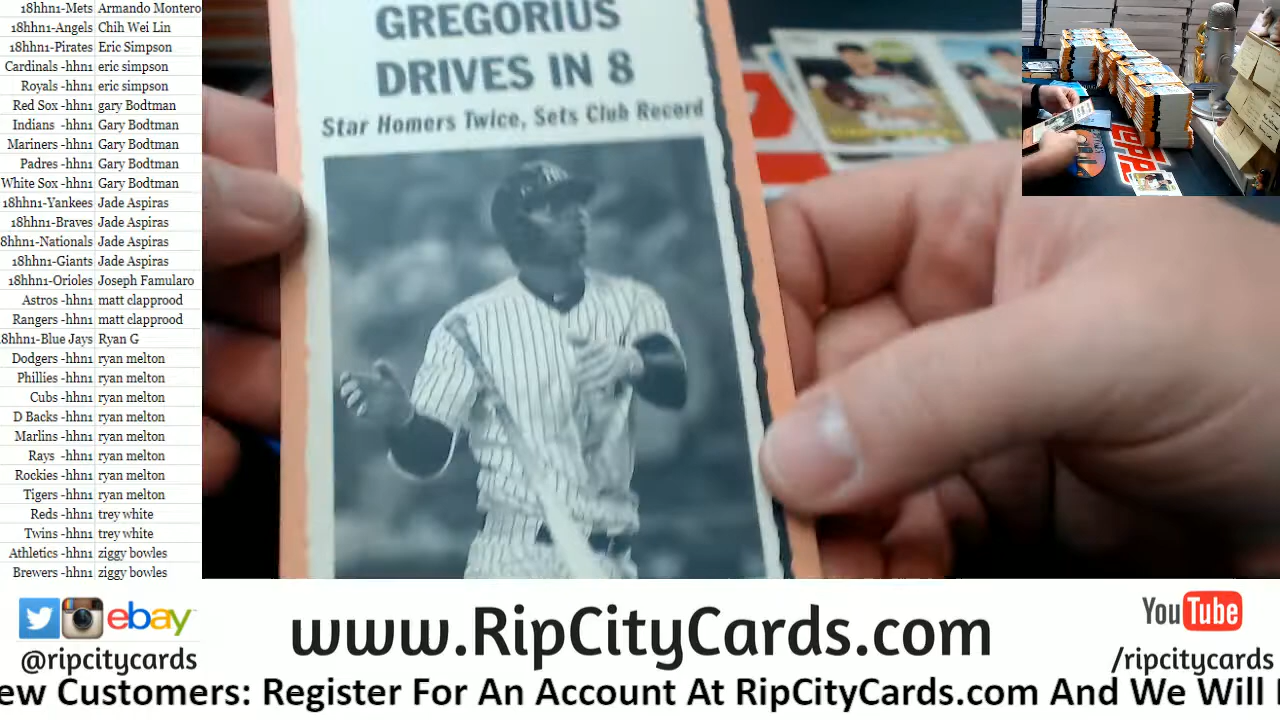 18hhn1-Mets Armando Montero
18hhn1-Angels Chih Wei Lin
18hhn1-Pirates Eric Simpson
Cardinals -hhn1 eric simpson
Royals -hhn1 eric simpson
Red Sox -hhn1 gary Bodtman
Indians -hhn1 Gary Bodtman
Mariners -hhn1 Gary Bodtman
Padres -hhn1 Gary Bodtman
White Sox -hhn1 Gary Bodtman
18hhn1-Yankees Jade Aspiras
18hhn1-Braves Jade Aspiras
8hhn1-Nationals Jade Aspiras
18hhn1-Giants Jade Aspiras
18hhn1-Orioles Joseph Famularo
Astros -hhn1 matt clapprood
Rangers -hhn1 matt clapprood
8hhn1-Blue Jays Ryan G
Dodgers -hhn1 ryan melton
Phillies -hhn1 ryan melton
Cubs -hhn1 ryan melton
D Backs -hhn1 ryan melton
Marlins -hhn1 ryan melton
Rays -hhn1 ryan melton
Rockies -hhn1 ryan melton
Tigers -hhn1 ryan melton
Reds -hhn1 trey white
Twins -hhn1 trey white
Athletics -hhn1 ziggy bowles
Brewers -hhn1 ziggy bowles
GREGORIUS
DRIVES IN 8
Star Homers Twice, Sets Club Record
ebay
@ripcitycards
www.RipCityCards.com
YouTube
/ripcitycards
ew Customers: Register For An Account At RipCityCards.com And We Will